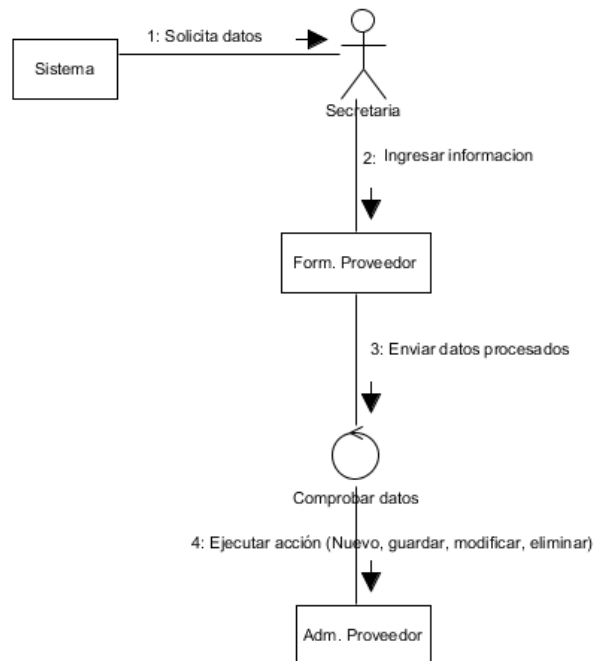 1: Solicita datos
Sistema
Secretaria
2: Ingresar informacion
Form. Proveedor
3: Enviar datos procesados
Comprobar datos
4: Ejecutar acción (Nuevo, guardar, modificar, eliminar)
Adm. Proveedor